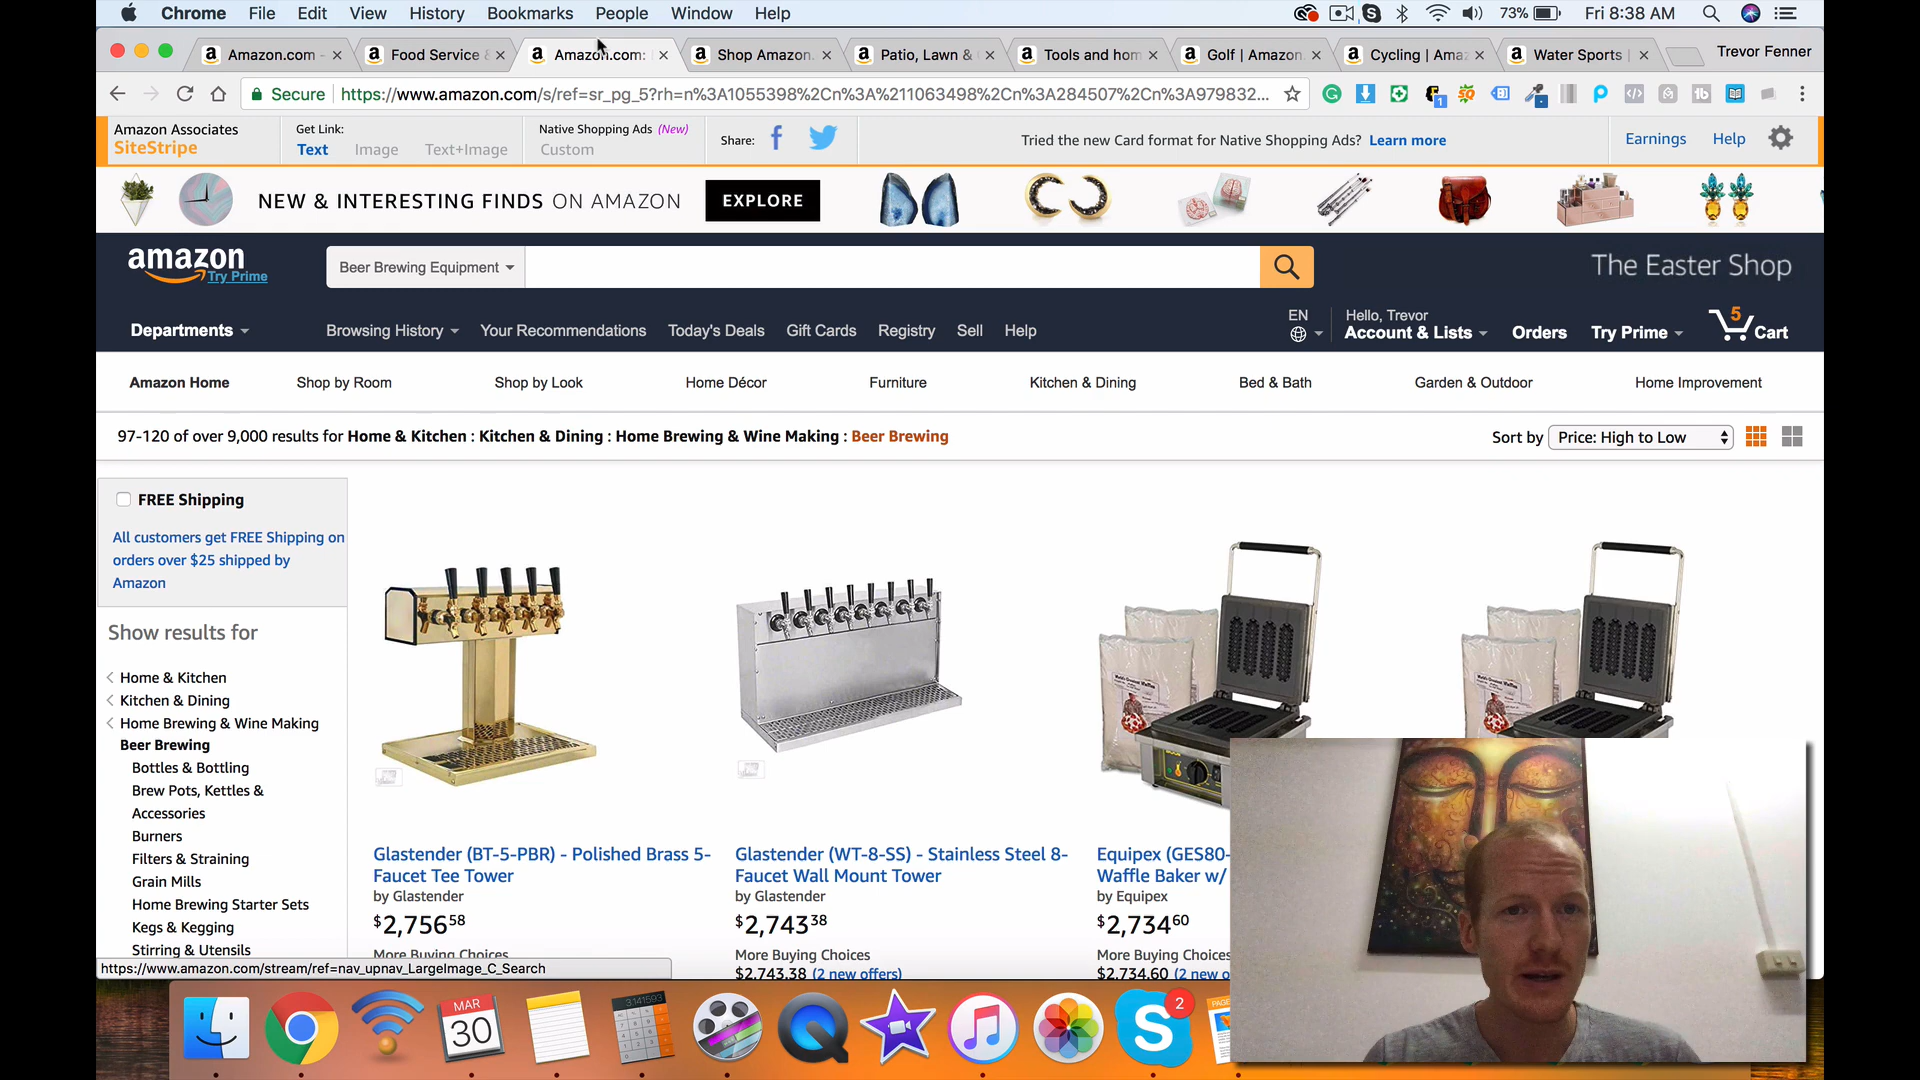 Chrome File Edit View History Bookmarks People Window Help 73% Fri 8:38 AM
Amazon.com - Food Service & Amazon.com: Shop Amazon. Patio, Lawn & Tools and hom Golf | Amazon. Cycling | Amaz Water Sports | Trevor Fenner
Secure https://www.amazon.com/s/ref=sr_pg_5?rh=n%3A1055398%2Cn%3A%211063498%2Cn%3A284507%2Cn%3A979832...
Amazon Associates
SiteStripe
Get Link:
Text Image Text+Image
Native Shopping Ads (New)
Custom
Share:
Tried the new Card format for Native Shopping Ads? Learn more
Earnings Help
NEW & INTERESTING FINDS ON AMAZON EXPLORE
amazon
Try Prime
Beer Brewing Equipment
The Easter Shop
Departments
Browsing History Your Recommendations Today's Deals Gift Cards Registry Sell Help
EN
Hello, Trevor
Account & Lists Orders Try Prime 5 Cart
Amazon Home Shop by Room Shop by Look Home Décor Furniture Kitchen & Dining Bed & Bath Garden & Outdoor Home Improvement
97-120 of over 9,000 results for Home & Kitchen : Kitchen & Dining : Home Brewing & Wine Making : Beer Brewing
Sort by Price: High to Low
FREE Shipping
All customers get FREE Shipping on
orders over $25 shipped by
Amazon
Show results for
Home & Kitchen
Kitchen & Dining
Home Brewing & Wine Making
Beer Brewing
Bottles & Bottling
Brew Pots, Kettles &
Accessories
Burners
Filters & Straining
Grain Mills
Home Brewing Starter Sets
Kegs & Kegging
Stirring & Utensils
Glastender (BT-5-PBR) - Polished Brass 5-
Faucet Tee Tower
by Glastender
$2,756 58
More Buying Choices
Glastender (WT-8-SS) - Stainless Steel 8-
Faucet Wall Mount Tower
by Glastender
$2,743 38
More Buying Choices
$2,743.38 (2 new offers)
Equipex (GES80-
Waffle Baker w/
by Equipex
$2,734 60
More Buying Choices
$2,734.60 (2 new o
https://www.amazon.com/stream/ref=nav_upnav_LargeImage_C_Search
MAR
30
3.141593
2
PAGE